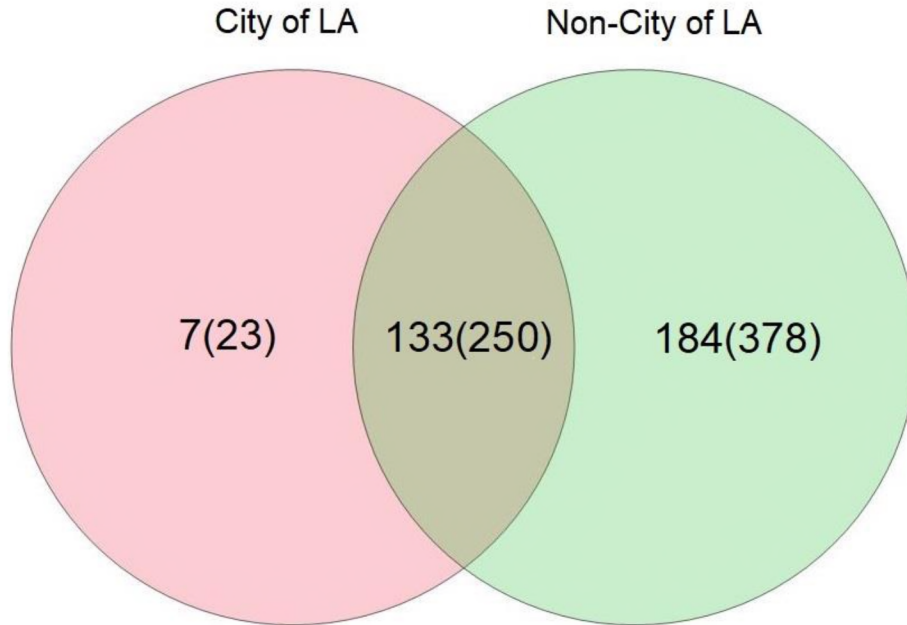 City of LA
Non-City of LA
7(23)
133(250)
184(378)